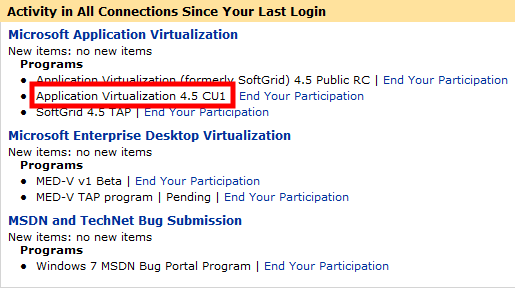 Activity in All Connections Since Your Last Login
Microsoft Application Virtualization
New items: no new items
Programs
• Application Virtualization (formerly SoftGrid) 4.5 Public RC | End Your Participation
• Application Virtualization 4.5 CU1 End Your Participation
• SoftGrid 4.5 TAP | End Your Participation
Microsoft Enterprise Desktop Virtualization
New items: no new items
Programs
• MED-V v1 Beta | End Your Participation
• MED-V TAP program | Pending | End Your Participation
MSDN and TechNet Bug Submission
New items: no new items
Programs
• Windows 7 MSDN Bug Portal Program | End Your Participation